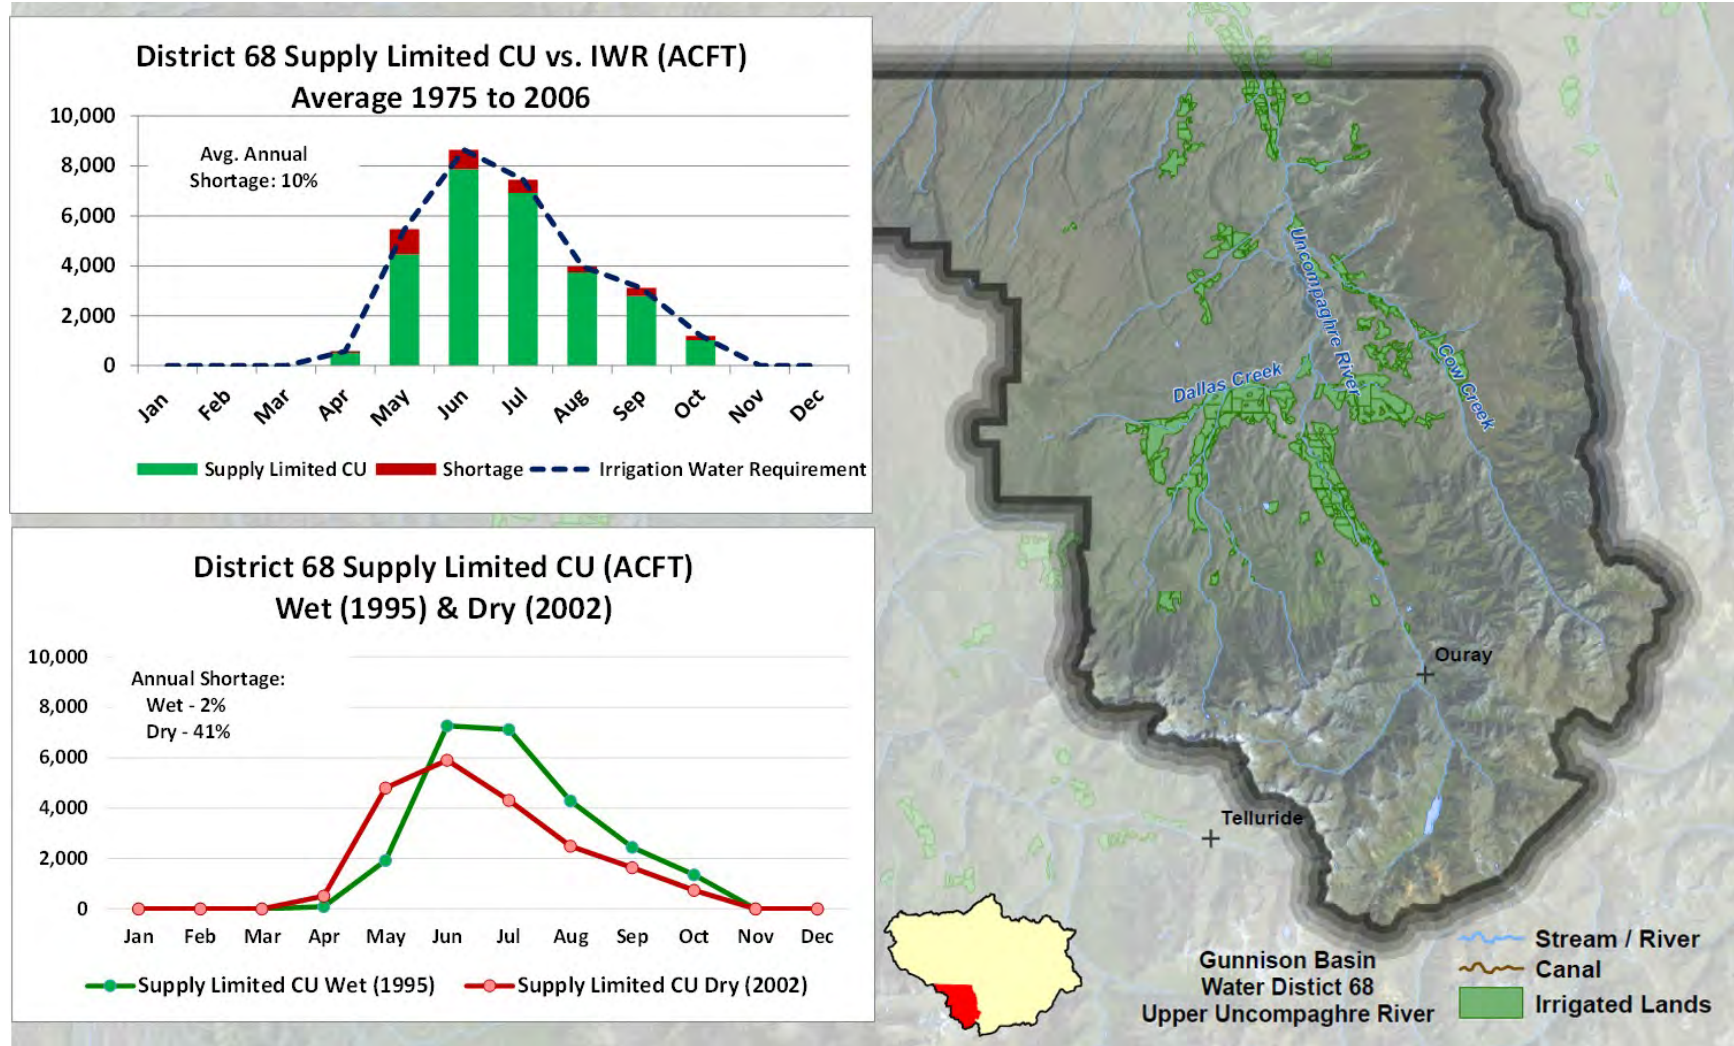 District 68 Supply Limited CU vs. IWR (ACFT)
Average 1975 to 2006
10,000
8,000
6,000
4,000
2,000
0
Avg. Annual
Shortage: 10%
Jan Feb Mar Apr May Jun Jul Aug Sep Oct Nov Dec
Supply Limited CU Shortage Irrigation Water Requirement
District 68 Supply Limited CU (ACFT)
Wet (1995) & Dry (2002)
10,000
8,000
6,000
4,000
2,000
0
Annual Shortage:
Wet - 2%
Dry - 41%
Jan Feb Mar Apr May Jun Jul Aug Sep Oct Nov Dec
Supply Limited CU Wet (1995) Supply Limited CU Dry (2002)
Uncompaghre River
Cow Creek
Dallas Creek
Ouray
Telluride
Gunnison Basin
Water Distict 68
Upper Uncompaghre River
Stream / River
Canal
Irrigated Lands